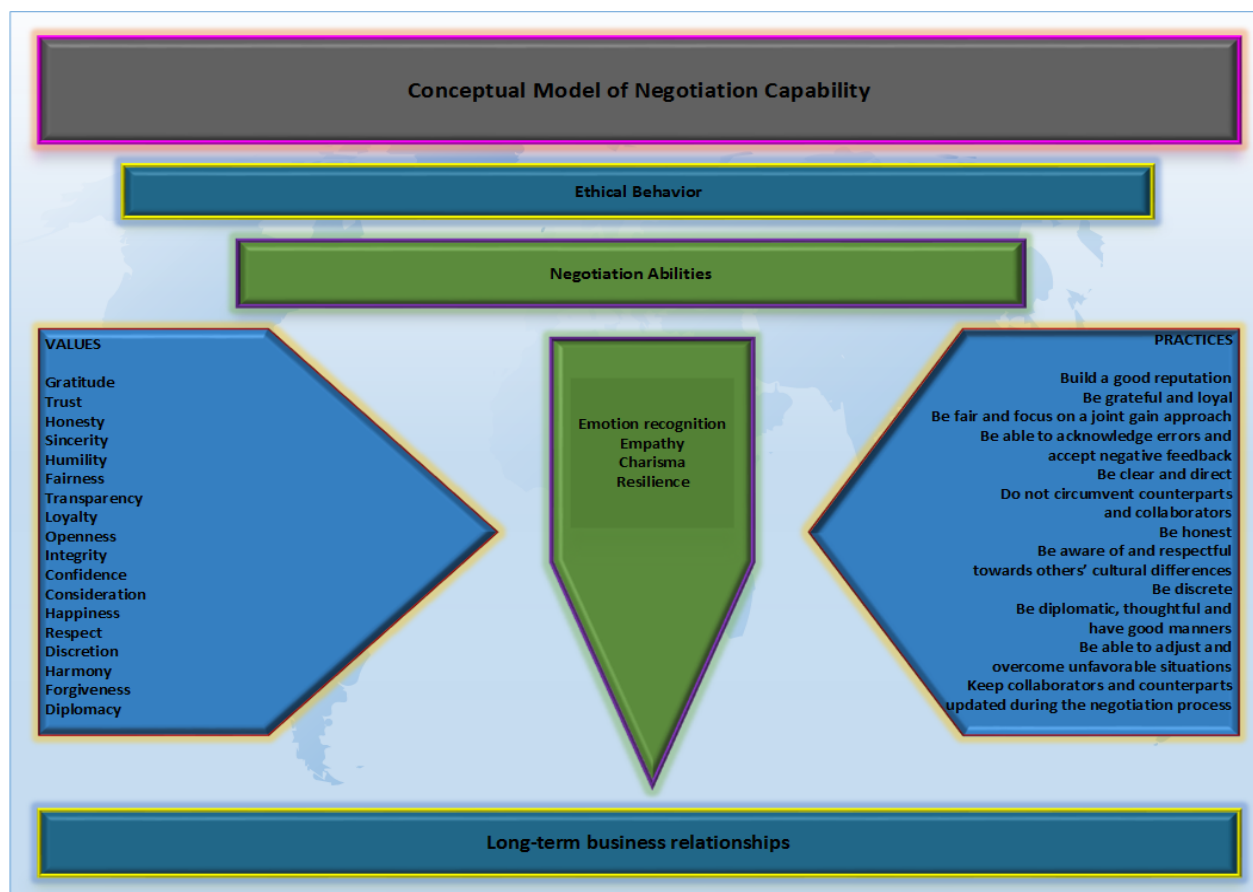 Conceptual Model of Negotiation Capability
Ethical Behavior
Negotiation Abilities
VALUES
Gratitude
Trust
Honesty
Sincerity
Humility
Fairness
Transparency
Loyalty
Openness
Integrity
Confidence
Consideration
Happiness
Respect
Discretion
Harmony
Forgiveness
Diplomacy
Emotion recognition
Empathy
Charisma
Resilience
PRACTICES
Build a good reputation
Be grateful and loyal
Be fair and focus on a joint gain approach
Be able to acknowledge errors and
accept negative feedback
Be clear and direct
Do not circumvent counterparts
and collaborators
Be honest
Be aware of and respectful
towards others’ cultural differences
Be discrete
Be diplomatic, thoughtful and
have good manners
Be able to adjust and
overcome unfavorable situations
Keep collaborators and counterparts
updated during the negotiation process
Long-term business relationships